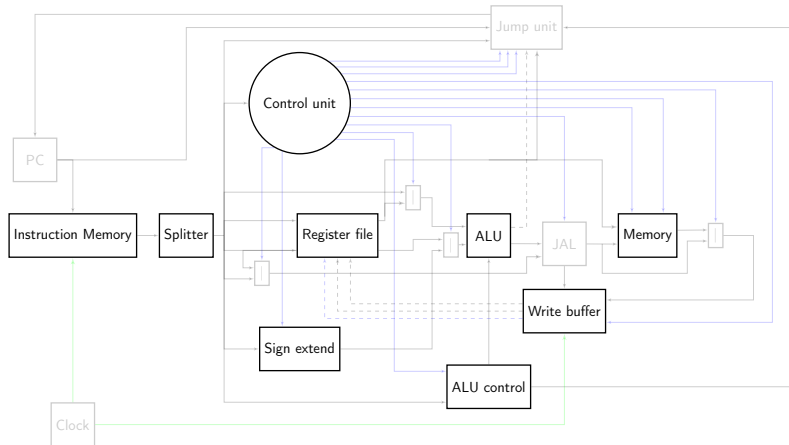 Jump unit
Control unit
PC
Instruction Memory
Splitter
Register file
ALU
JAL
Memory
Write buffer
Sign extend
ALU control
Clock